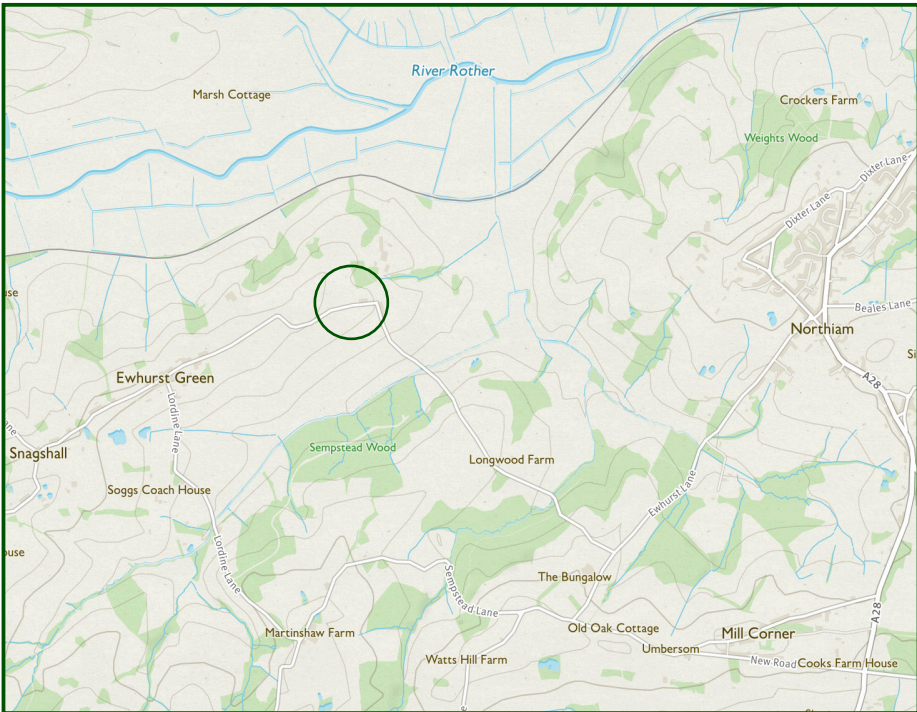 River Rother
Marsh Cottage
Crockers Farm
Weights Wood
Dixter Lane
Dixter Lane
Beales Lane
Northiam
A28
Ewhurst Green
Lordine Lane
Snagshall
Sempstead Wood
Longwood Farm
Soggs Coach House
Ewhurst Lane
Lordine Lane
The Bungalow
Sempstead Lane
A28
Old Oak Cottage
Martinshaw Farm
Mill Corner
Umbersom
Watts Hill Farm
New Road
Cooks Farm House